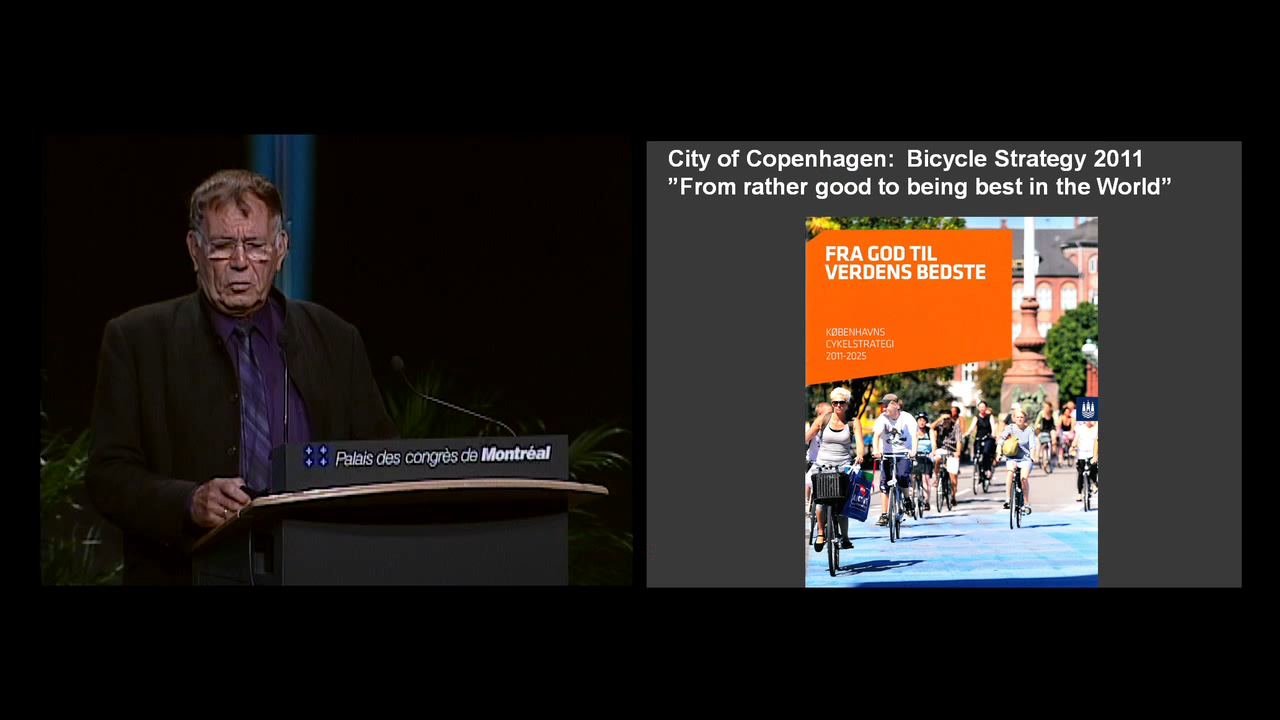 City of Copenhagen:  Bicycle Strategy 2011
”From rather good to being best in the World”
FRA GOD TIL
VERDENS BEDSTE
KØBENHAVNS
CYKELSTRATEGI
2011-2025
Palais des congrès de Montréal